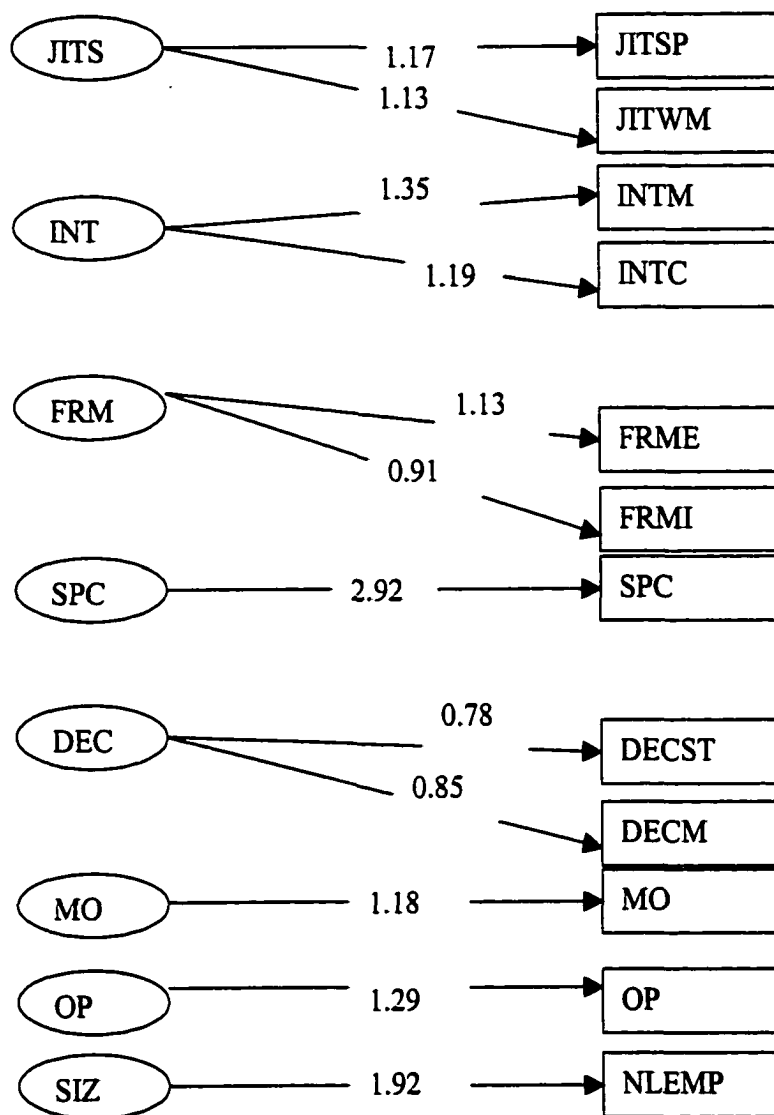 JITS 1.17 JITSP
1.13 JITWM
INT 1.35 INTM
1.19 INTC
FRM 1.13 FRME
0.91 FRMI
SPC 2.92 SPC
DEC 0.78 DECST
0.85 DECM
MO 1.18 MO
OP 1.29 OP
SIZ 1.92 NLEMP